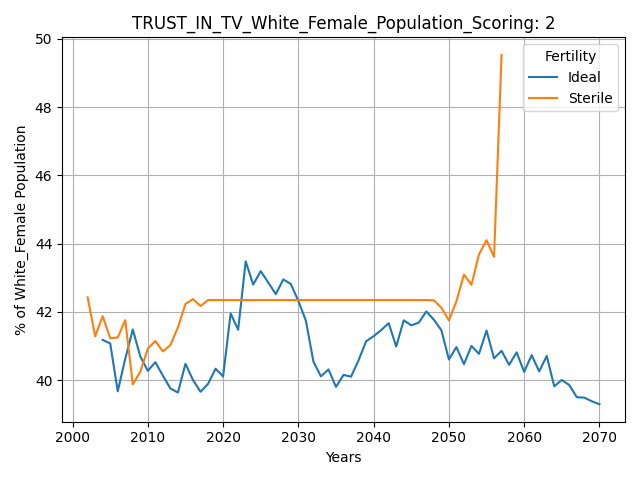 TRUST_IN_TV_White_Female_Population_Scoring: 2
% of White_Female Population
50
48
46
44
42
40
Fertility
Ideal
Sterile
2000 2010 2020 2030 2040 2050 2060 2070
Years